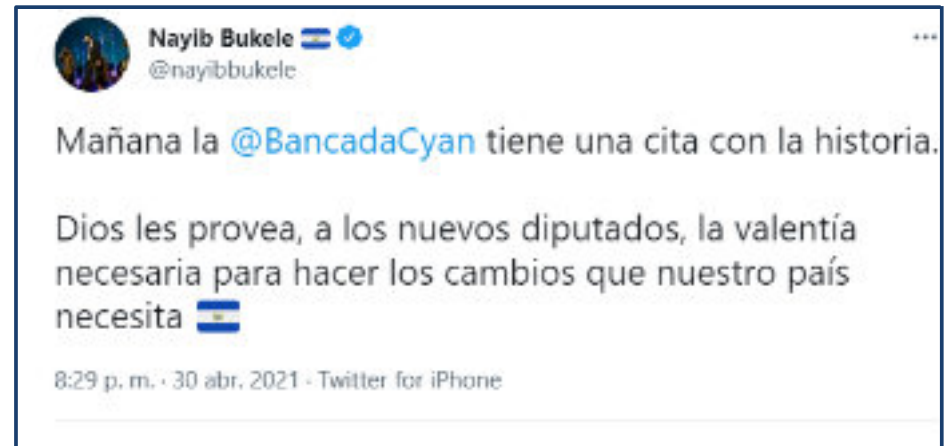 Nayib Bukele 🇸🇻
@nayibbukele
Mañana la @BancadaCyan tiene una cita con la historia.
Dios les provea, a los nuevos diputados, la valentía
necesaria para hacer los cambios que nuestro país
necesita 🇸🇻
8:29 p. m. · 30 abr. 2021 · Twitter for iPhone